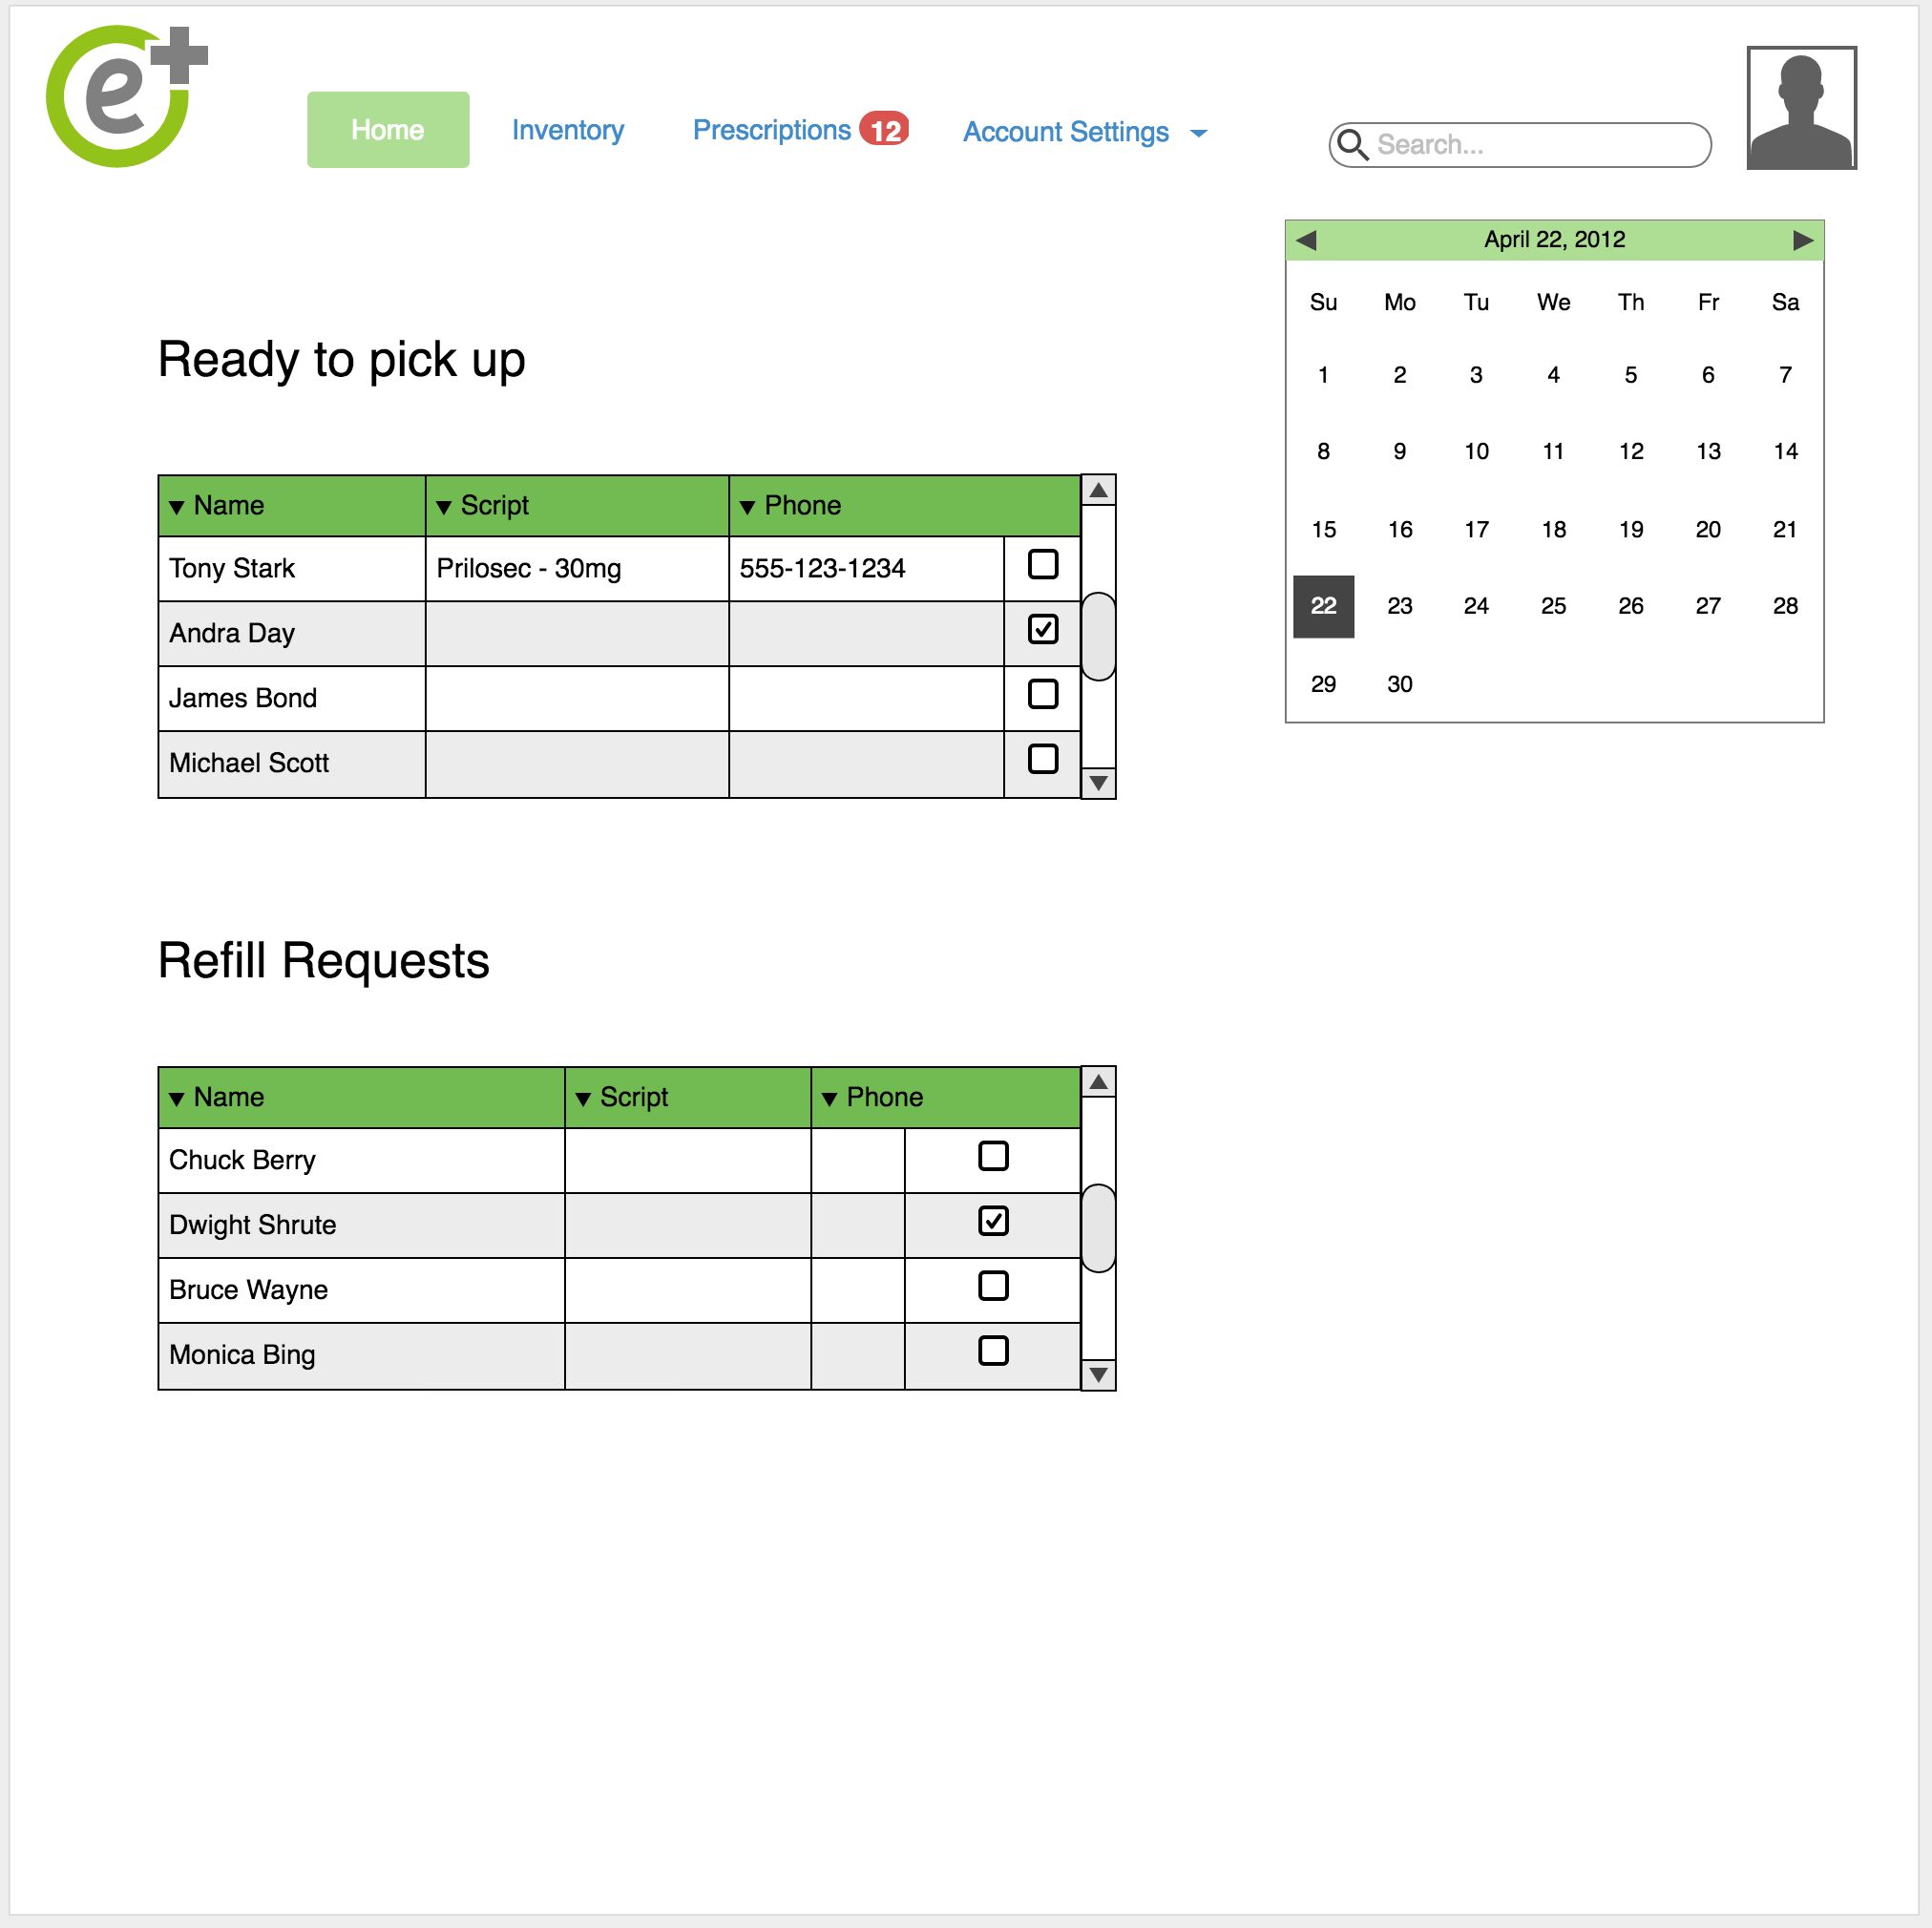 e+
Home Inventory Prescriptions 12 Account Settings Search...
April 22, 2012
Su Mo Tu We Th Fr Sa
1 2 3 4 5 6 7
8 9 10 11 12 13 14
15 16 17 18 19 20 21
22 23 24 25 26 27 28
29 30
Ready to pick up
Name Script Phone
Tony Stark Prilosec - 30mg 555-123-1234
Andra Day
James Bond
Michael Scott
Refill Requests
Name Script Phone
Chuck Berry
Dwight Shrute
Bruce Wayne
Monica Bing